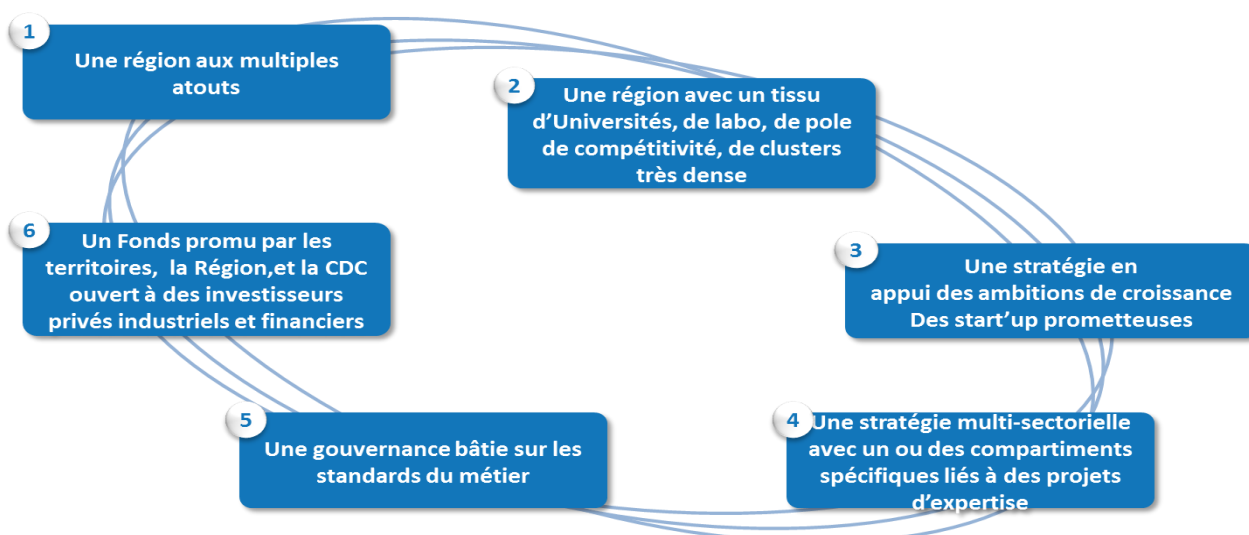 1
Une région aux multiples
atouts
2
Une région avec un tissu
d’Universités, de labo, de pole
de compétitivité, de clusters
très dense
3
Une stratégie en
appui des ambitions de croissance
Des start’up prometteuses
4
Une stratégie multi-sectorielle
avec un ou des compartiments
spécifiques liés à des projets
d’expertise
5
Une gouvernance bâtie sur les
standards du métier
6
Un Fonds promu par les
territoires, la Région,et la CDC
ouvert à des investisseurs
privés industriels et financiers